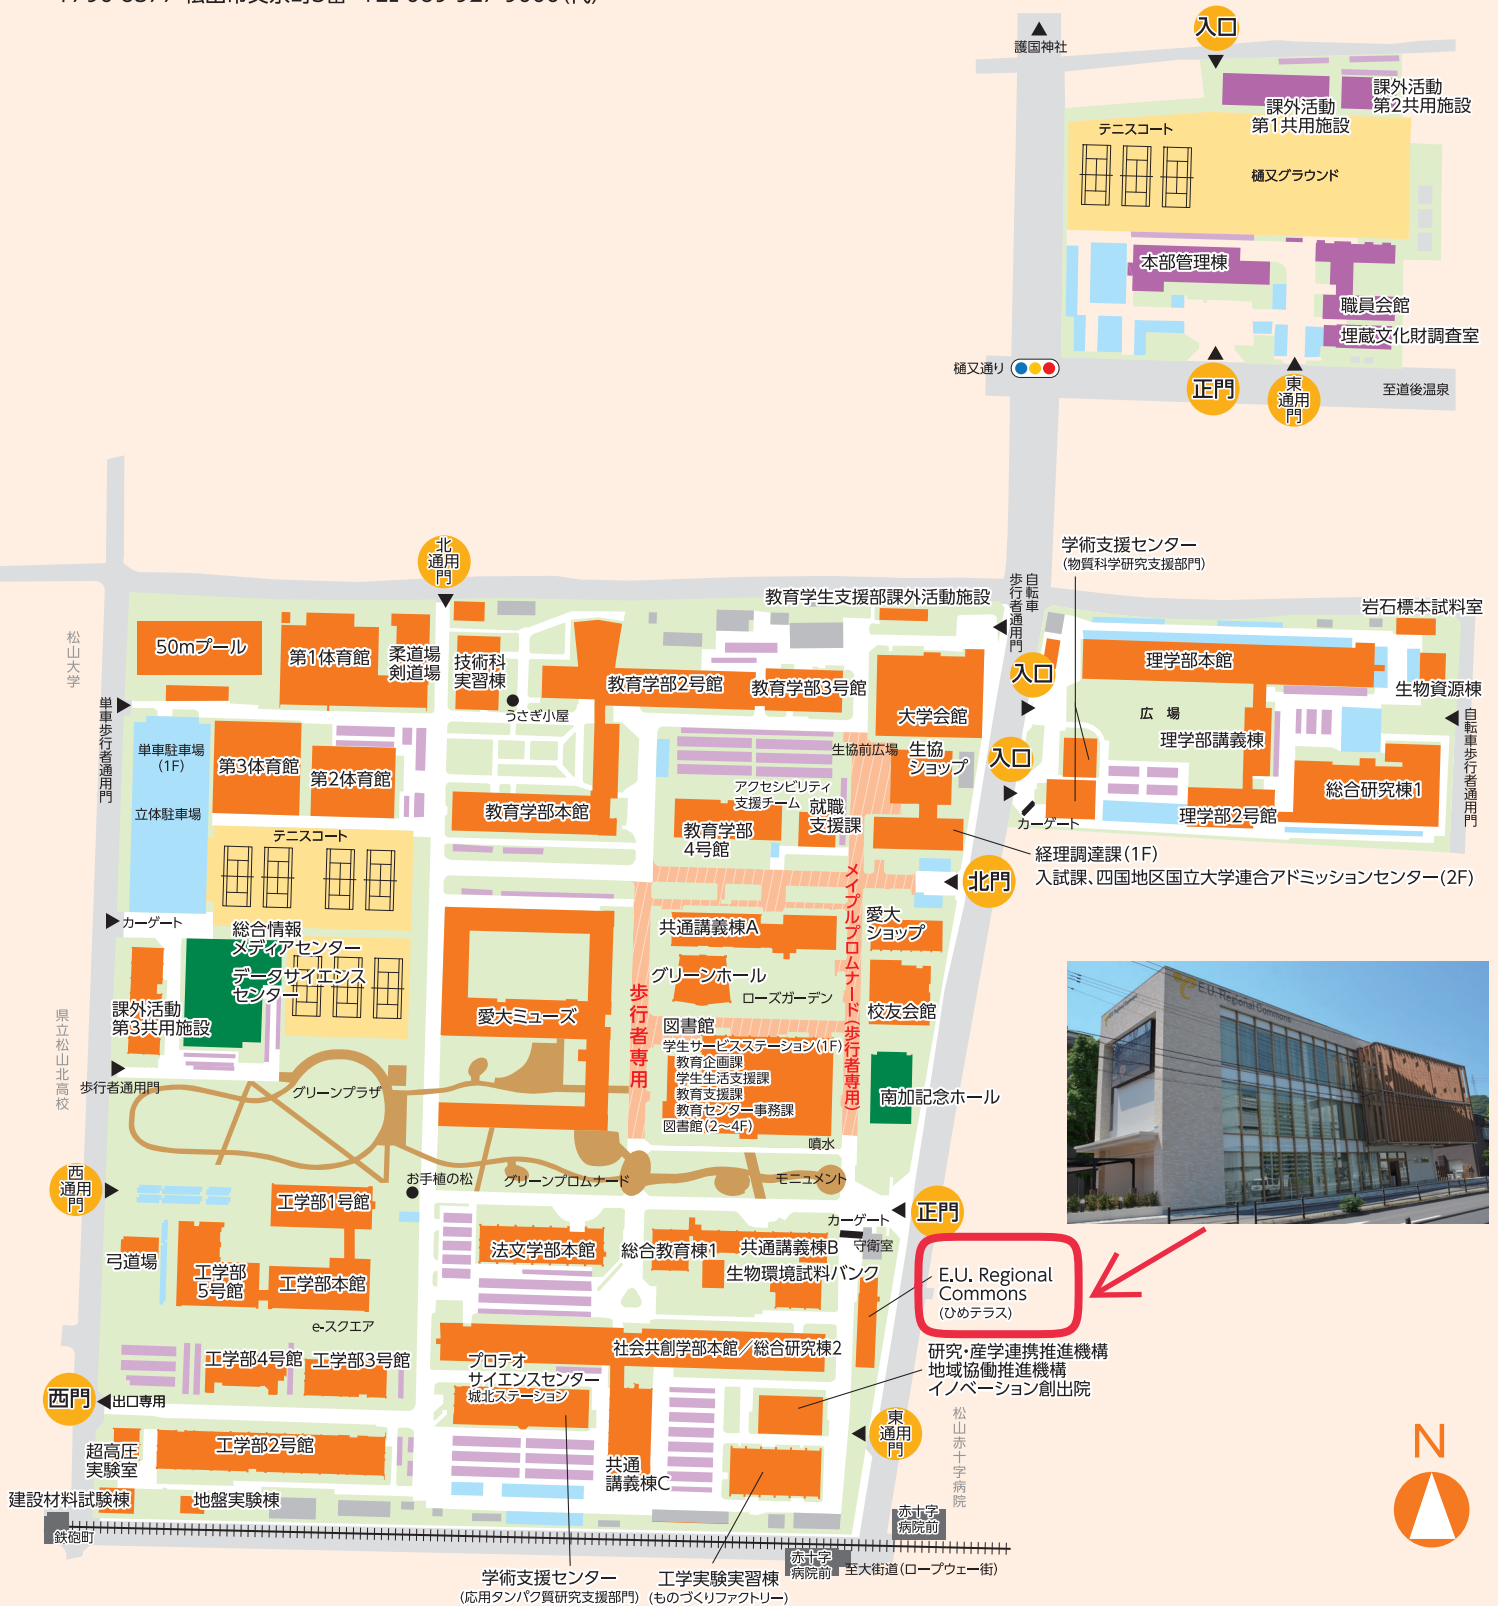 護国神社
入口
課外活動
第1共用施設
課外活動
第2共用施設
テニスコート
樋又グラウンド
本部管理棟
職員会館
埋蔵文化財調査室
樋又通り
正門
東
通用
門
至道後温泉
学術支援センター
(物質科学研究支援部門)
北
通用
門
教育学生支援部課外活動施設
自転車
歩行者通用門
岩石標本試料室
松山大学
50mプール
第1体育館
柔道場
剣道場
技術科
実習棟
うさぎ小屋
教育学部2号館
教育学部3号館
大学会館
入口
理学部本館
生物資源棟
広場
理学部講義棟
自転車歩行者通用門
単車歩行者通用門
単車駐車場
(1F)
立体駐車場
第3体育館
第2体育館
教育学部本館
生協前広場
生協
ショップ
アクセシビリティ
支援チーム
就職
支援課
教育学部
4号館
入口
カーゲート
理学部2号館
総合研究棟1
テニスコート
経理調達課(1F)
入試課、四国地区国立大学連合アドミッションセンター(2F)
北門
カーゲート
総合情報
メディアセンター
データサイエンス
センター
課外活動
第3共用施設
共通講義棟A
愛大
ショップ
グリーンホール
ローズガーデン
校友会館
メイプルプロムナード(歩行者専用)
歩行者専用
愛大ミューズ
図書館
学生サービスステーション(1F)
教育企画課
学生生活支援課
教育支援課
教育センター事務課
図書館(2〜4F)
南加記念ホール
県立松山北高校
歩行者通用門
グリーンプラザ
噴水
E.U. Regional Commons
西
通用
門
お手植の松
グリーンプロムナード
モニュメント
工学部1号館
カーゲート
正門
守衛室
弓道場
工学部
5号館
工学部本館
法文学部本館
総合教育棟1
共通講義棟B
生物環境試料バンク
E.U. Regional
Commons
(ひめテラス)
e-スクエア
工学部4号館
工学部3号館
社会共創学部本館／総合研究棟2
プロテオ
サイエンスセンター
城北ステーション
研究・産学連携推進機構
地域協働推進機構
イノベーション創出院
西門
出口専用
東
通用
門
松山赤十字病院
超高圧
実験室
工学部2号館
共通
講義棟C
建設材料試験棟
地盤実験棟
鉄砲町
赤十字
病院前
赤十字
病院前
至大街道(ロープウェー街)
学術支援センター
(応用タンパク質研究支援部門)
工学実験実習棟
(ものづくりファクトリー)
N